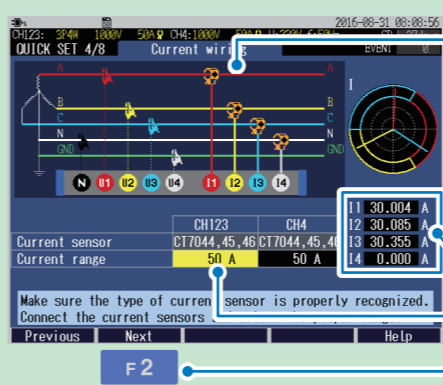 2016-08-31 08:08:56
CH123: 3P4W 1000V 50A CH4:1000V
QUICK SET 4/8 Current wiring EVENT 0
A A
I
B B
C C
N N
GND GND
N U1 U2 U3 U4 I1 I2 I3 I4
I1 30.004 A
I2 30.085 A
I3 30.355 A
I4 0.000 A
CH123 CH4
Current sensor CT7044,45,46 CT7044,45,46
Current range 50 A 50 A
Make sure the type of current sensor is properly recognized.
Connect the current sensors
Previous Next Help
F2